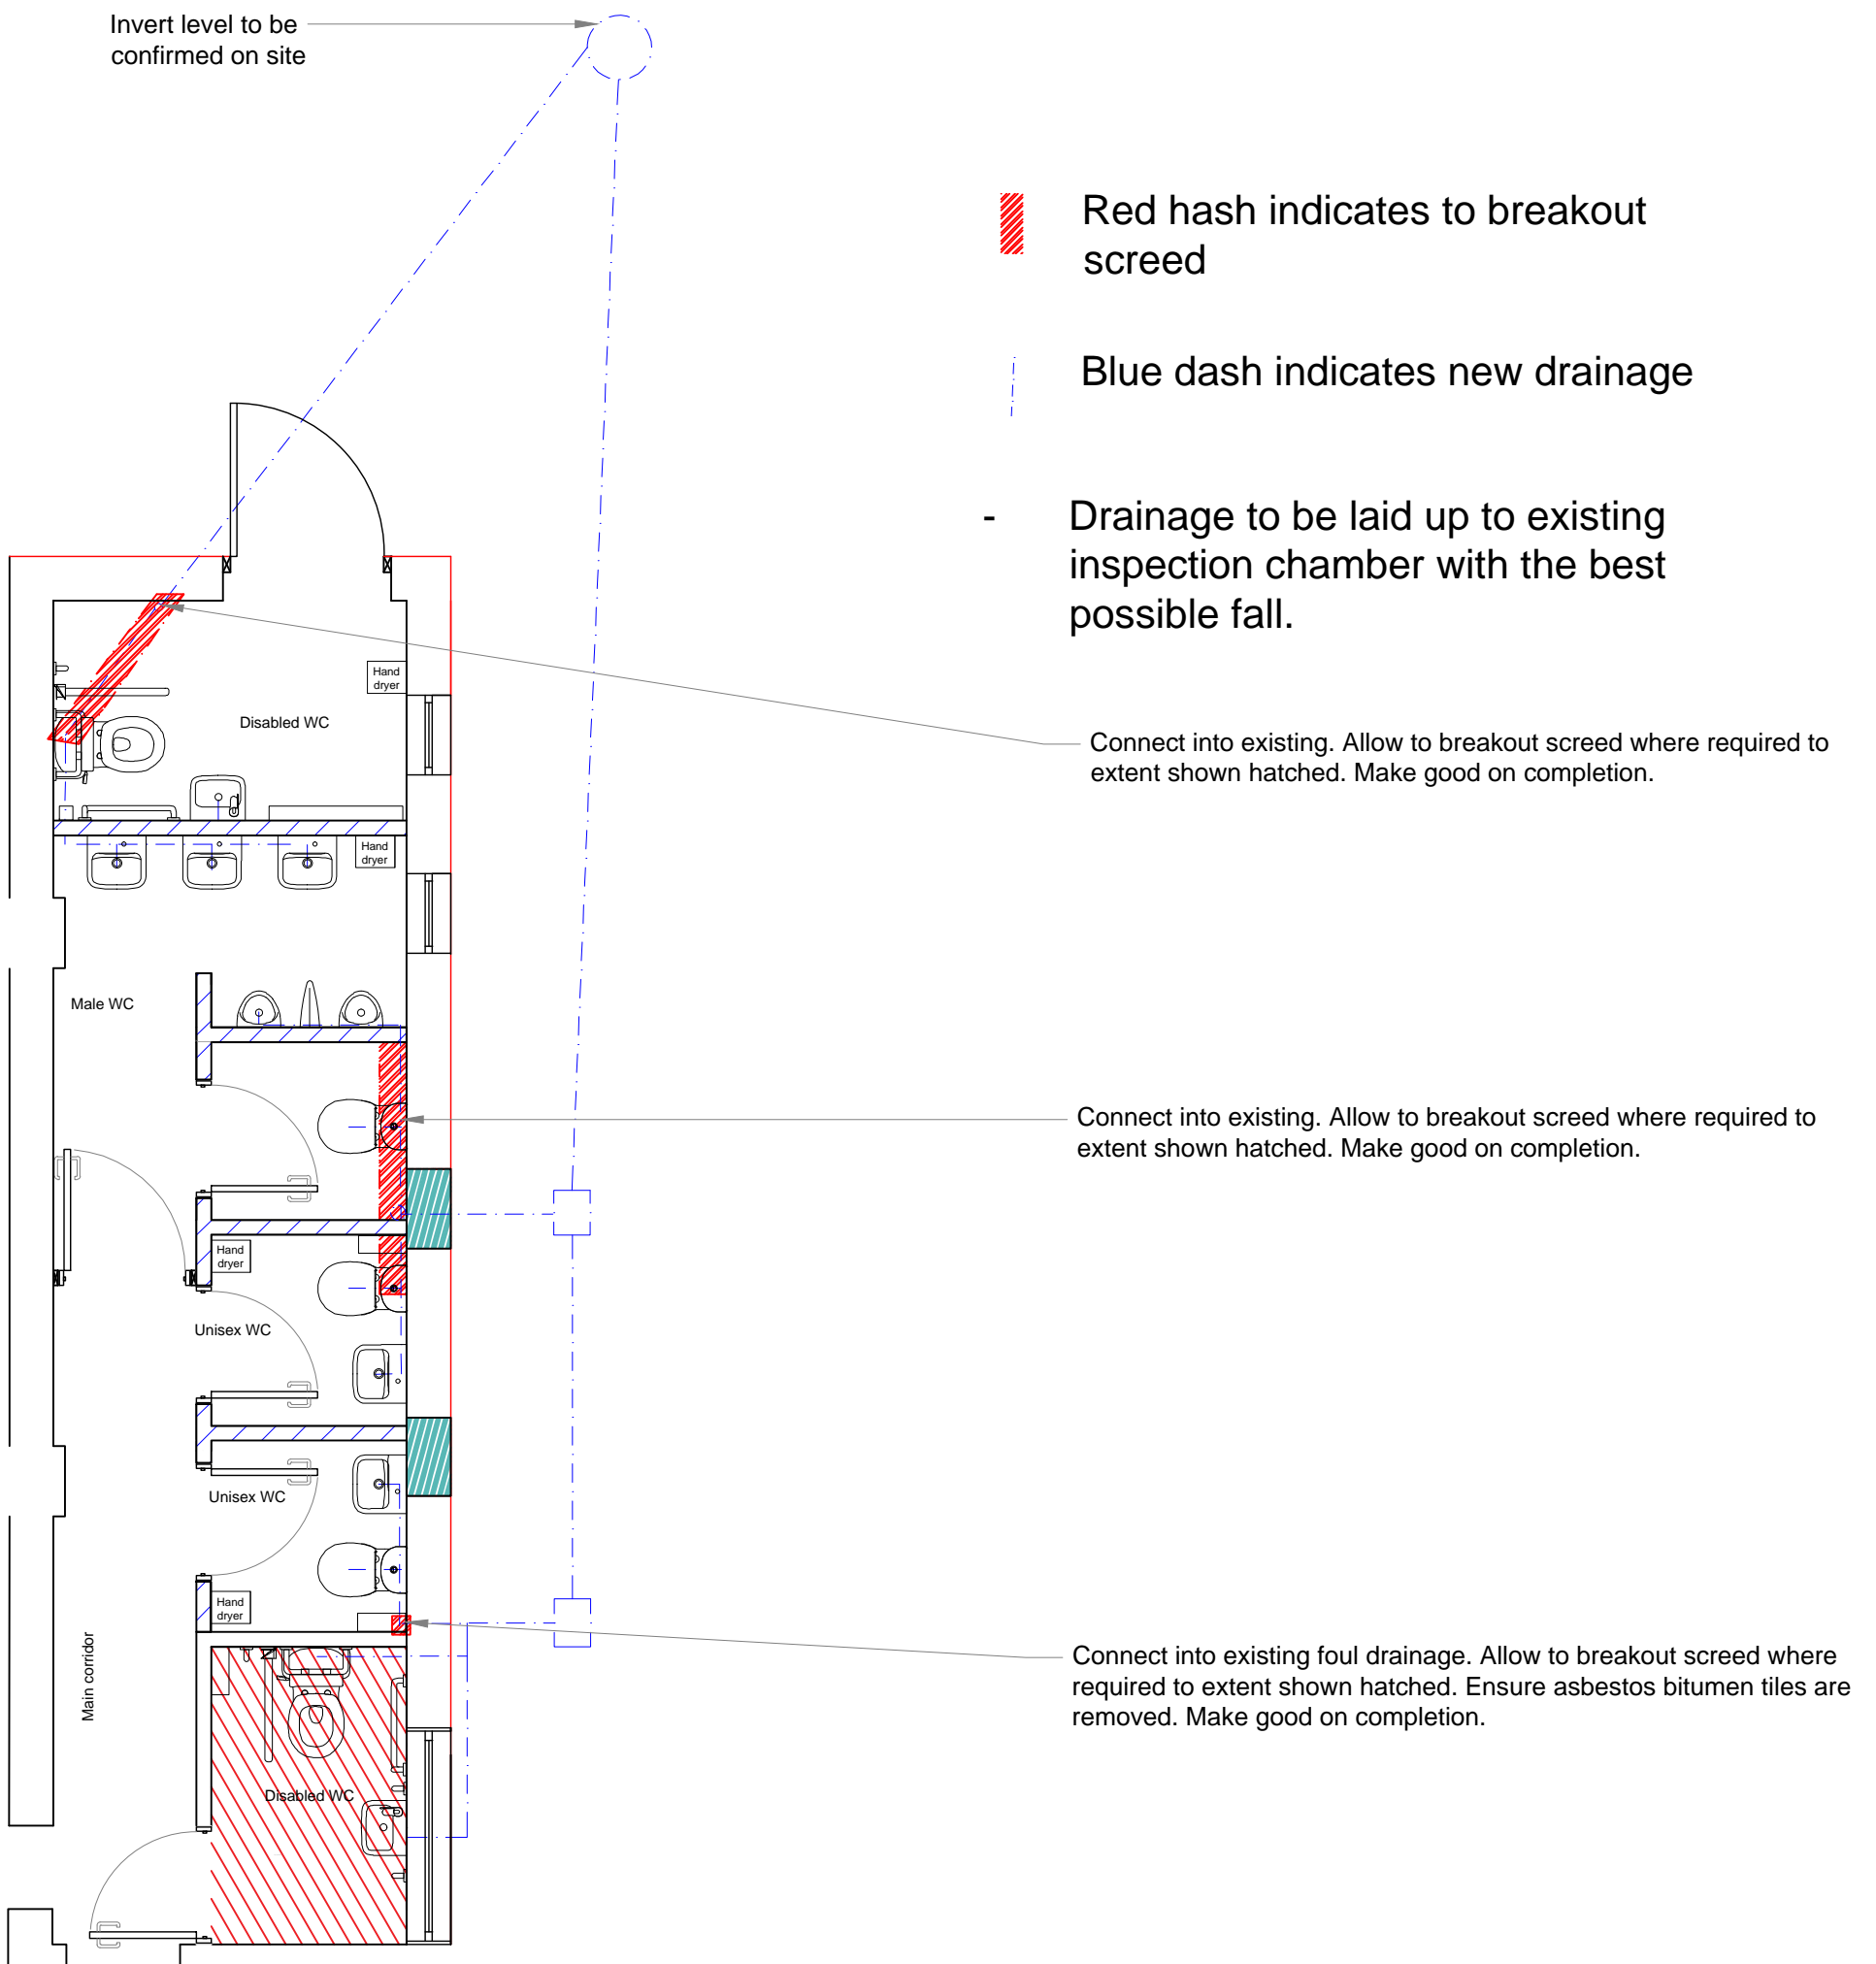 Invert level to be
confirmed on site
Red hash indicates to breakout
screed
Blue dash indicates new drainage
- Drainage to be laid up to existing
inspection chamber with the best
possible fall.
Hand
dryer
Disabled WC
Connect into existing. Allow to breakout screed where required to
extent shown hatched. Make good on completion.
Hand
dryer
Male WC
Connect into existing. Allow to breakout screed where required to
extent shown hatched. Make good on completion.
Hand
dryer
Unisex WC
Unisex WC
Hand
dryer
Main corridor
Connect into existing foul drainage. Allow to breakout screed where
required to extent shown hatched. Ensure asbestos bitumen tiles are
removed. Make good on completion.
Disabled WC